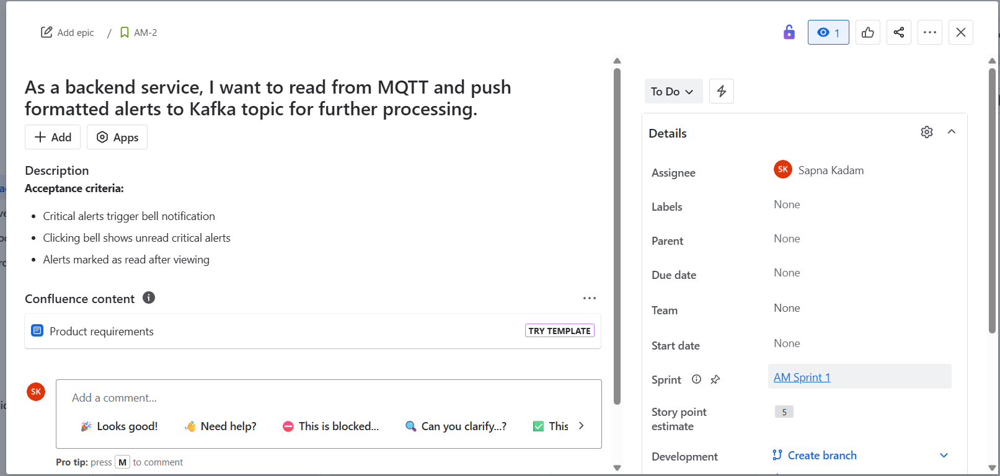 Add epic / AM-2
1
As a backend service, I want to read from MQTT and push
formatted alerts to Kafka topic for further processing.
Add Apps
Description
Acceptance criteria:
• Critical alerts trigger bell notification
• Clicking bell shows unread critical alerts
• Alerts marked as read after viewing
Confluence content
Product requirements TRY TEMPLATE
SK
Add a comment...
Looks good! Need help? This is blocked... Can you clarify...? This
Pro tip: press M to comment
To Do
Details
Assignee SK Sapna Kadam
Labels None
Parent None
Due date None
Team None
Start date None
Sprint AM Sprint 1
Story point
estimate 5
Development Create branch